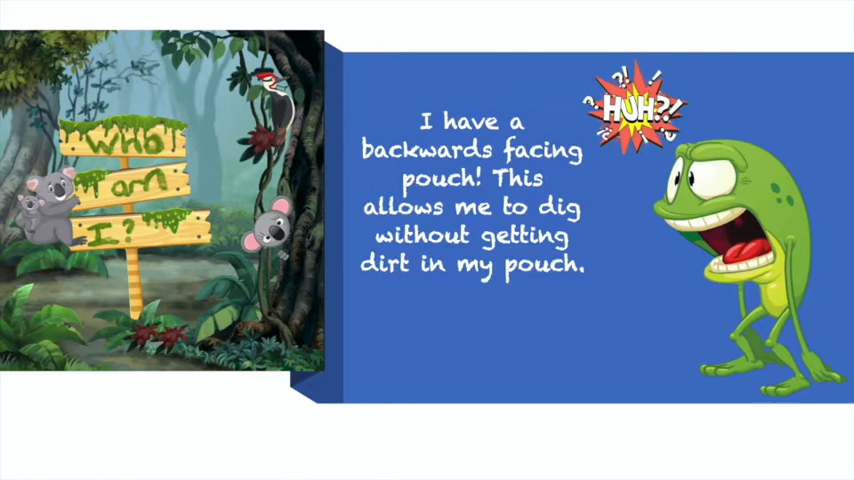 WHO
am
I?
I have a
backwards facing
pouch! This
allows me to dig
without getting
dirt in my pouch.
?!
!
?
HUH?!
?!
?!